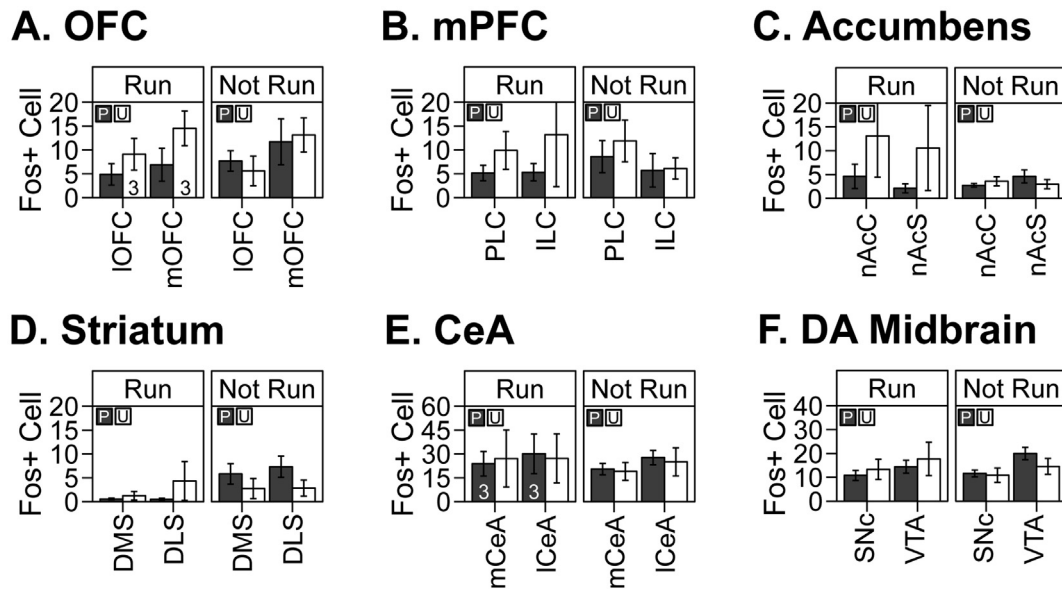 A. OFC
Run
Not Run
Fos+ Cell
20
15
10
5
0
P U
P U
3
3
lOFC
mOFC
lOFC
mOFC
B. mPFC
Run
Not Run
Fos+ Cell
20
15
10
5
0
P U
P U
PLC
ILC
PLC
ILC
C. Accumbens
Run
Not Run
Fos+ Cell
20
15
10
5
0
P U
P U
nAcC
nAcS
nAcC
nAcS
D. Striatum
Run
Not Run
Fos+ Cell
20
15
10
5
0
P U
P U
DMS
DLS
DMS
DLS
E. CeA
Run
Not Run
Fos+ Cell
60
45
30
15
0
P U
P U
3
3
mCeA
lCeA
mCeA
lCeA
F. DA Midbrain
Run
Not Run
Fos+ Cell
40
30
20
10
0
P U
P U
SNc
VTA
SNc
VTA